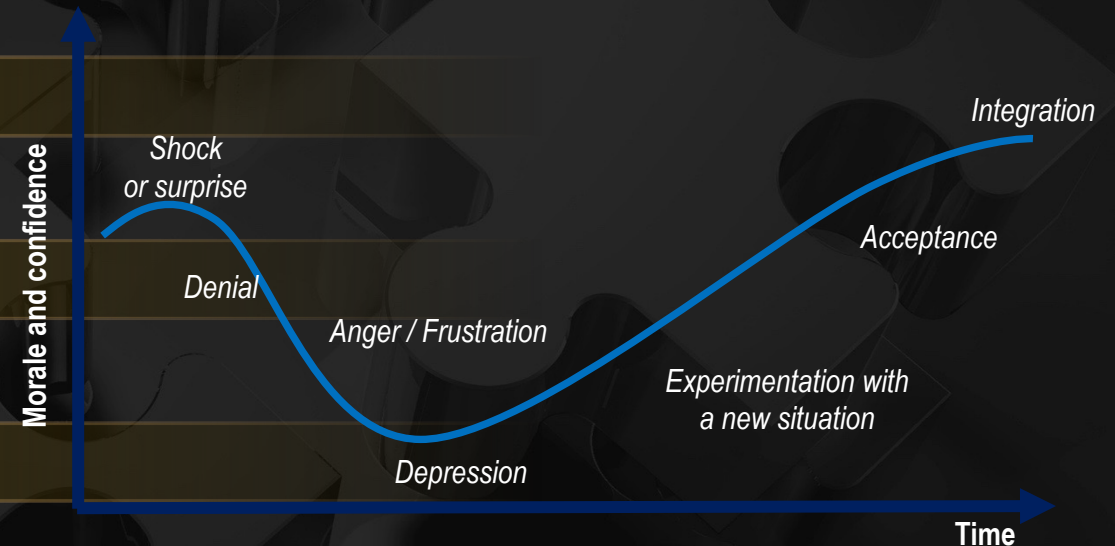 Morale and confidence
Shock
or surprise
Denial
Anger / Frustration
Depression
Experimentation with
a new situation
Acceptance
Integration
Time